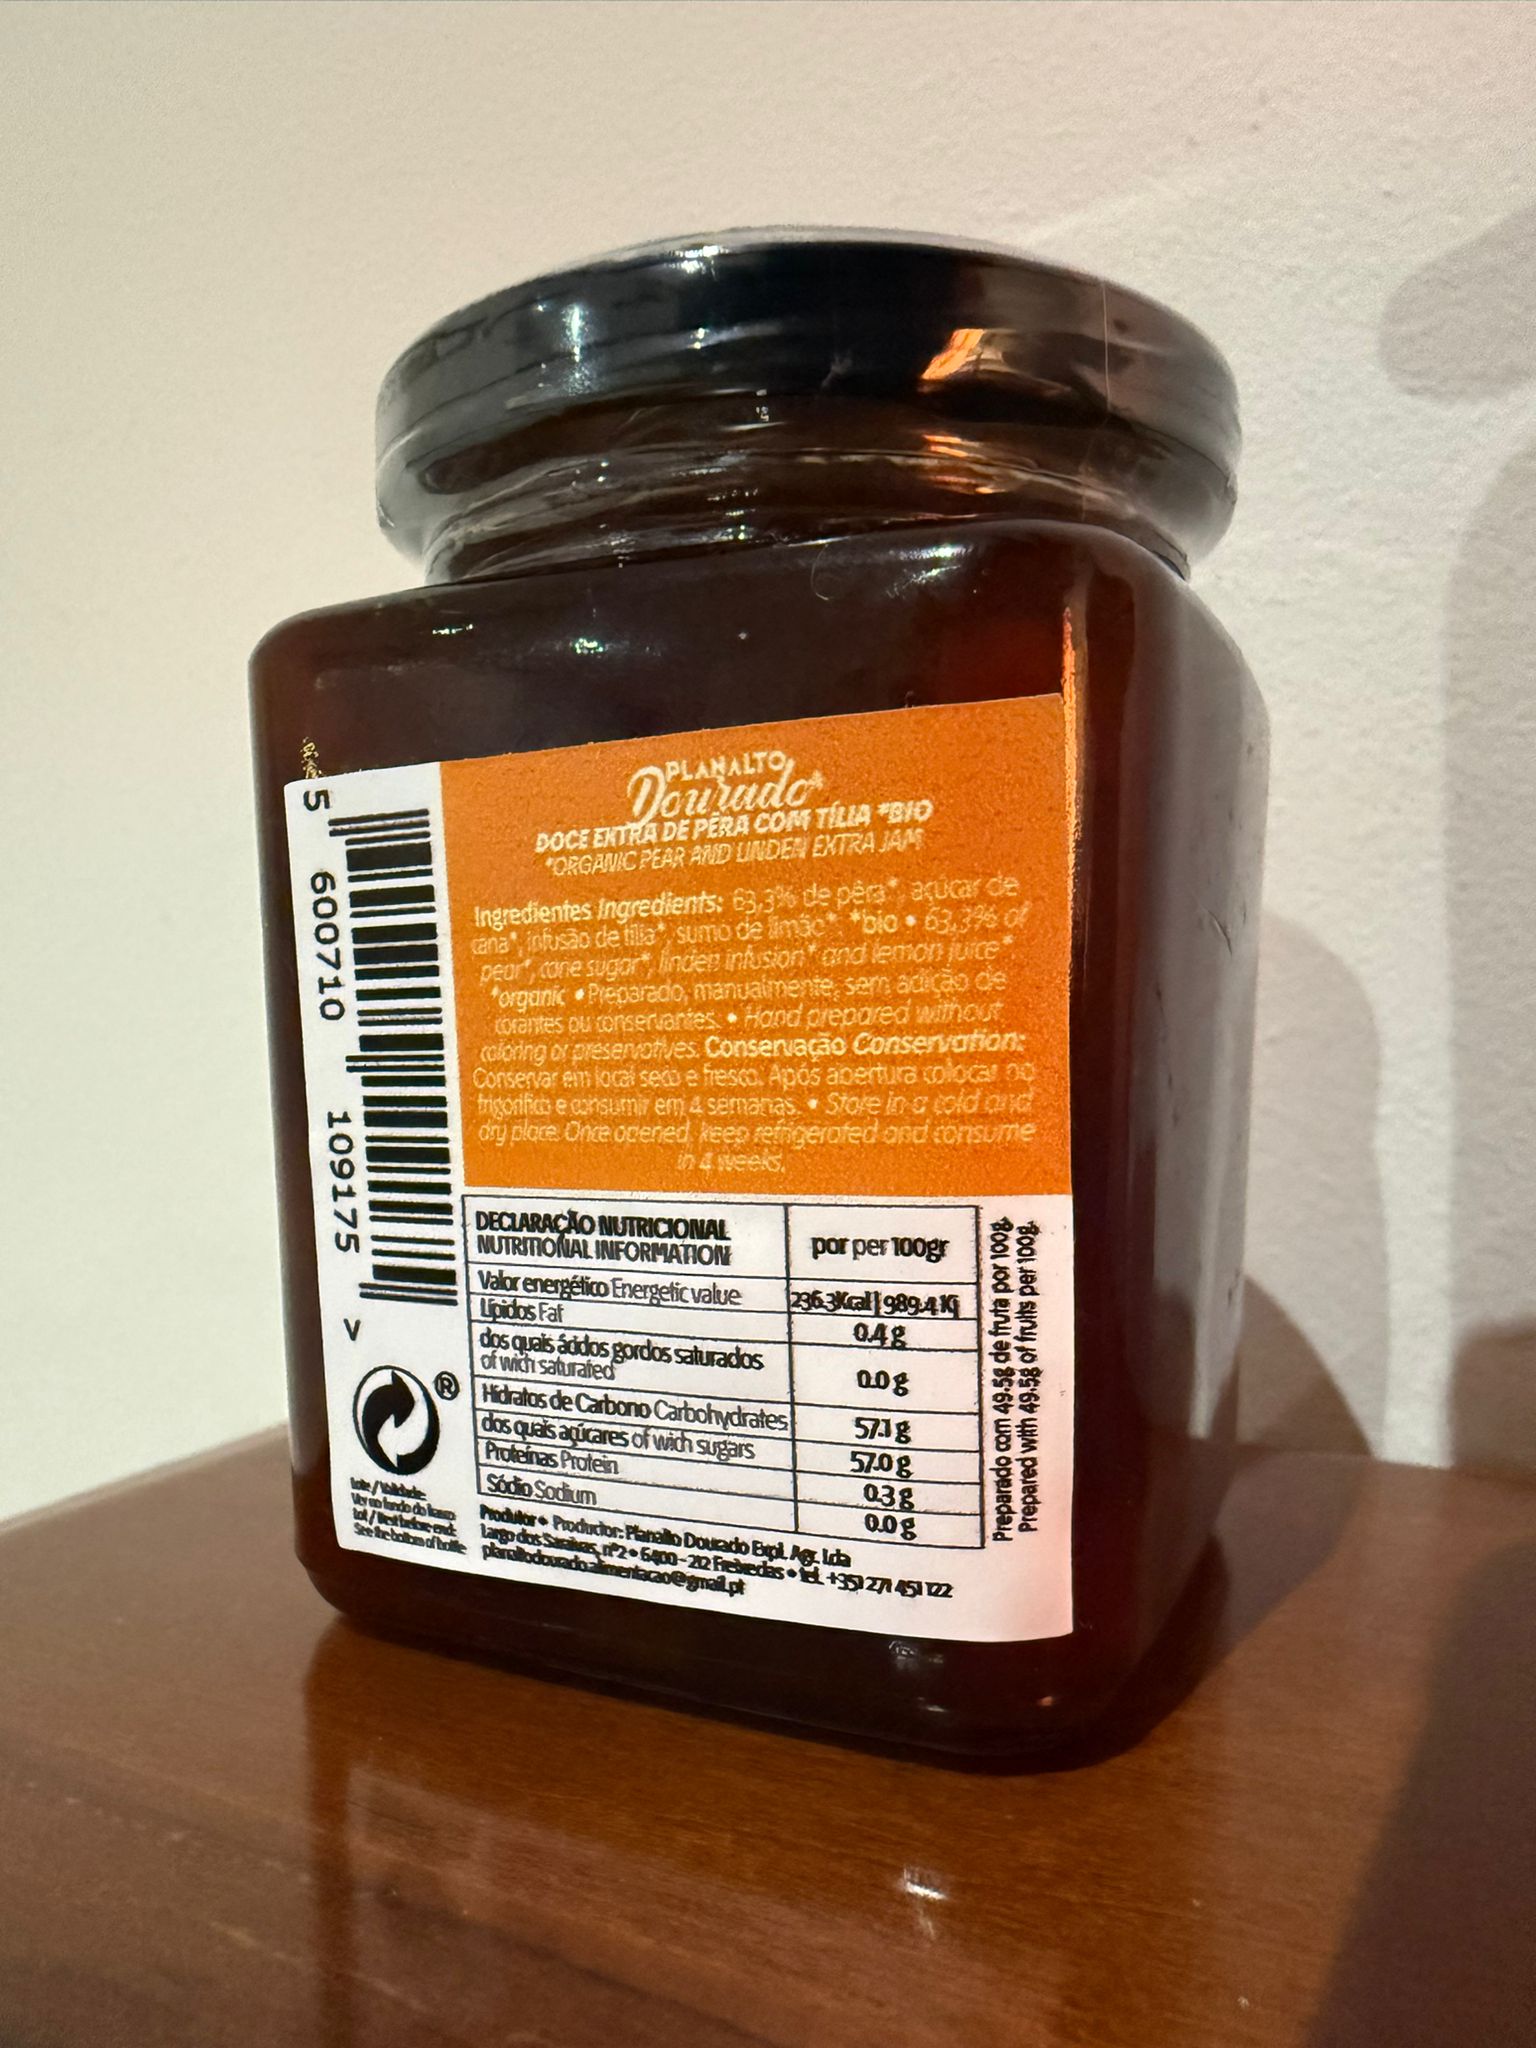 PLANALTO
Dourado
DOCE EXTRA DE PÊRA COM TÍLIA *BIO
*ORGANIC PEAR AND LINDEN EXTRA JAM
Ingredientes Ingredients: 63,3% de pêra*, açúcar de
cana*, infusão de tília*, sumo de limão*. *bio • 63,3% of
pear*, cane sugar*, linden infusion* and lemon juice*.
*organic • Preparado, manualmente, sem adição de
corantes ou conservantes. • Hand prepared without
coloring or preservatives. Conservação Conservation:
Conservar em local seco e fresco. Após abertura colocar no
frigorífico e consumir em 4 semanas. • Store in a cold and
dry place. Once opened, keep refrigerated and consume
in 4 weeks.
5 600710 109175 >
DECLARAÇÃO NUTRICIONAL
NUTRITIONAL INFORMATION
por per 100gr
Valor energético Energetic value 236.3Kcal | 989.4 Kj
Lípidos Fat 0.4 g
dos quais ácidos gordos saturados
of wich saturated 0.0 g
Hidratos de Carbono Carbohydrates 57.1 g
dos quais açúcares of wich sugars 57.0 g
Proteínas Protein 0.3 g
Sódio Sodium 0.0 g
Preparado com 49.5g de fruta por 100g.
Prepared with 49.5g of fruits per 100g.
®
Lote / Validade:
Ver no fundo do frasco
Lot / Best before end:
See the bottom of bottle
Produtor • Productor: Planalto Dourado Expl. Agr. Lda
Largo dos Saraivas, nº2 • 6400-212 Freixedas • tel. +351 271 451 122
planaltodourado.alimentacao@gmail.pt